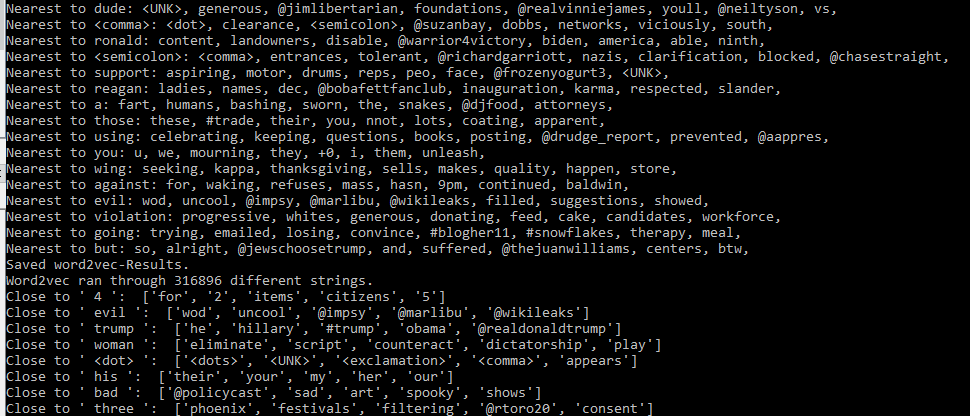 Nearest to dude: <UNK>, generous, @jimlibertarian, foundations, @realvinniejames, youll, @neiltyson, vs,
Nearest to <comma>: <dot>, clearance, <semicolon>, @suzanbay, dobbs, networks, viciously, south,
Nearest to ronald: content, landowners, disable, @warrior4victory, biden, america, able, ninth,
Nearest to <semicolon>: <comma>, entrances, tolerant, @richardgarriott, nazis, clarification, blocked, @chasestraight,
Nearest to support: aspiring, motor, drums, reps, peo, face, @frozenyogurt3, <UNK>,
Nearest to reagan: ladies, names, dec, @bobafettfanclub, inauguration, karma, respected, slander,
Nearest to a: fart, humans, bashing, sworn, the, snakes, @djfood, attorneys,
Nearest to those: these, #trade, their, you, nnot, lots, coating, apparent,
Nearest to using: celebrating, keeping, questions, books, posting, @drudge_report, prevented, @aappres,
Nearest to you: u, we, mourning, they, +0, i, them, unleash,
Nearest to wing: seeking, kappa, thanksgiving, sells, makes, quality, happen, store,
Nearest to against: for, waking, refuses, mass, hasn, 9pm, continued, baldwin,
Nearest to evil: wod, uncool, @impsy, @marlibu, @wikileaks, filled, suggestions, showed,
Nearest to violation: progressive, whites, generous, donating, feed, cake, candidates, workforce,
Nearest to going: trying, emailed, losing, convince, #blogher11, #snowflakes, therapy, meal,
Nearest to but: so, alright, @jewschoosetrump, and, suffered, @thejuanwilliams, centers, btw,
Saved word2vec-Results.
Word2vec ran through 316896 different strings.
Close to ' 4 ':  ['for', '2', 'items', 'citizens', '5']
Close to ' evil ':  ['wod', 'uncool', '@impsy', '@marlibu', '@wikileaks']
Close to ' trump ':  ['he', 'hillary', '#trump', 'obama', '@realdonaldtrump']
Close to ' woman ':  ['eliminate', 'script', 'counteract', 'dictatorship', 'play']
Close to ' <dot> ':  ['<dots>', '<UNK>', '<exclamation>', '<comma>', 'appears']
Close to ' his ':  ['their', 'your', 'my', 'her', 'our']
Close to ' bad ':  ['@policycast', 'sad', 'art', 'spooky', 'shows']
Close to ' three ':  ['phoenix', 'festivals', 'filtering', '@rtoro20', 'consent']